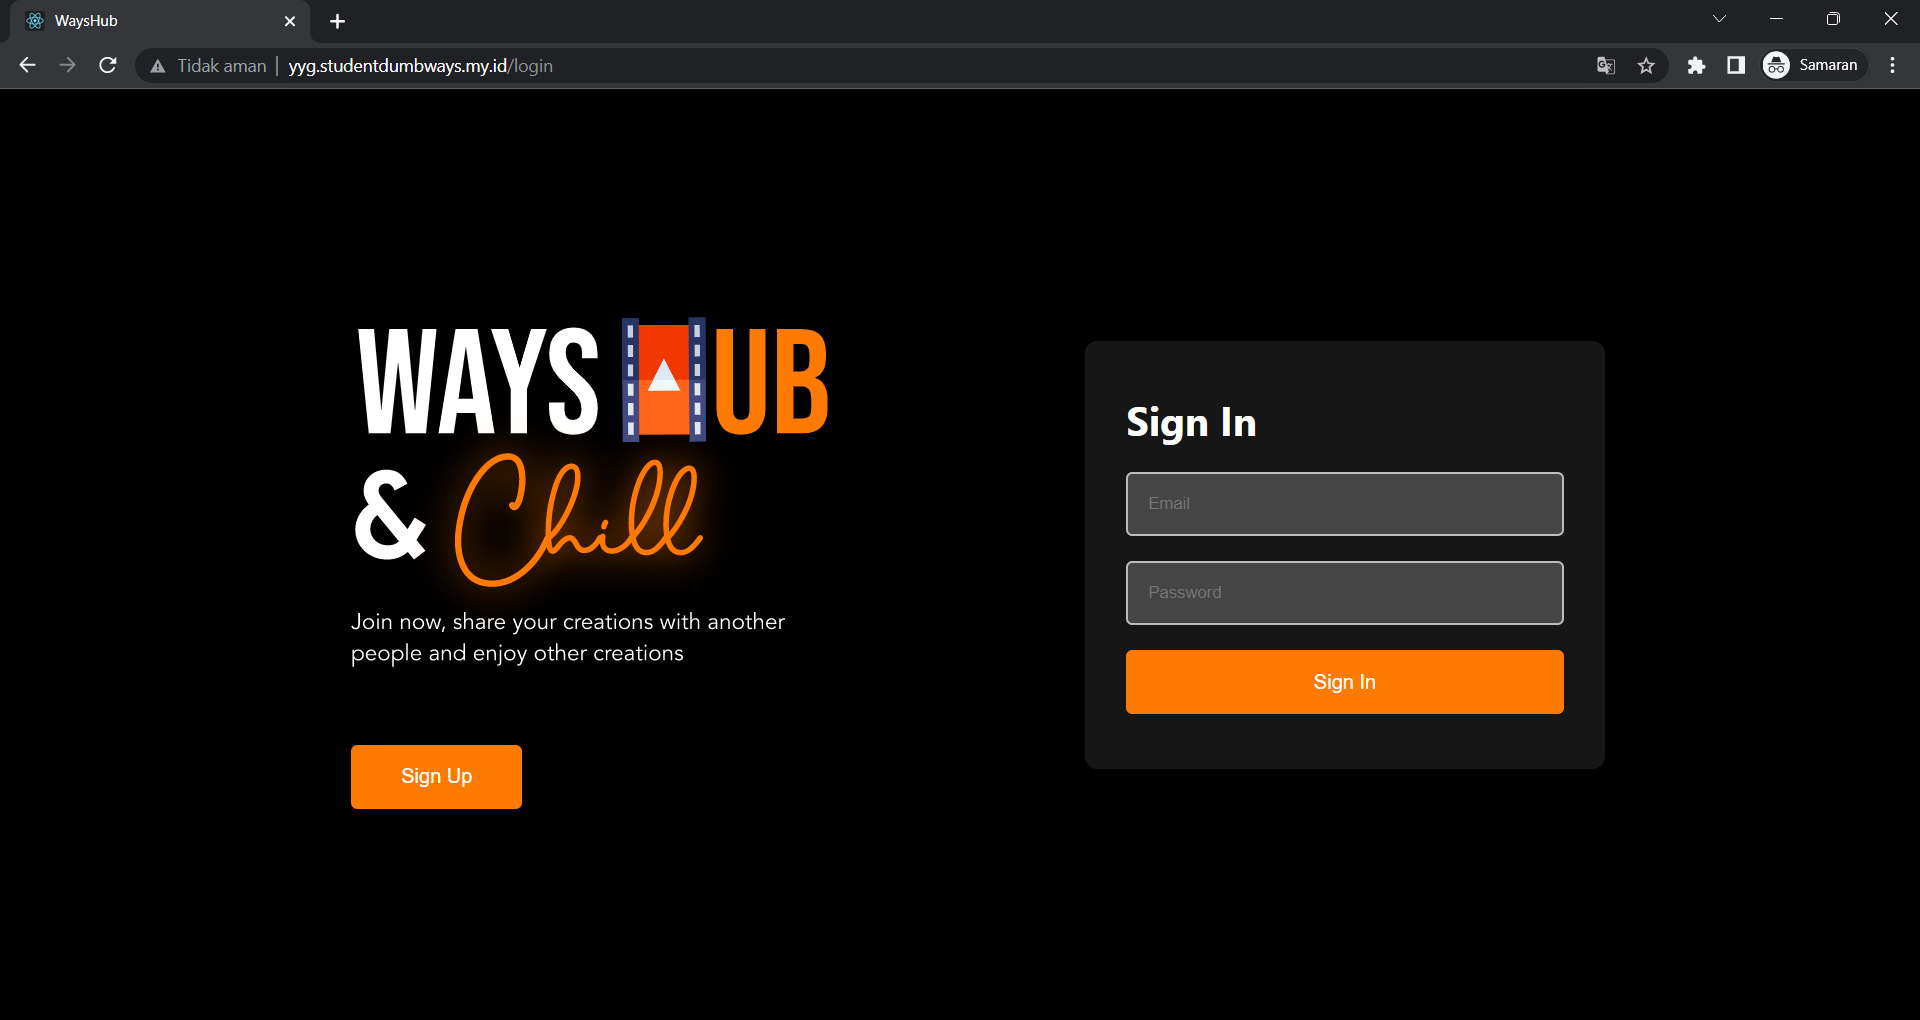 WaysHub
Tidak aman yyg.studentdumbways.my.id/login
Samaran
WAYS HUB
& Chill
Join now, share your creations with another
people and enjoy other creations
Sign Up
Sign In
Email
Password
Sign In